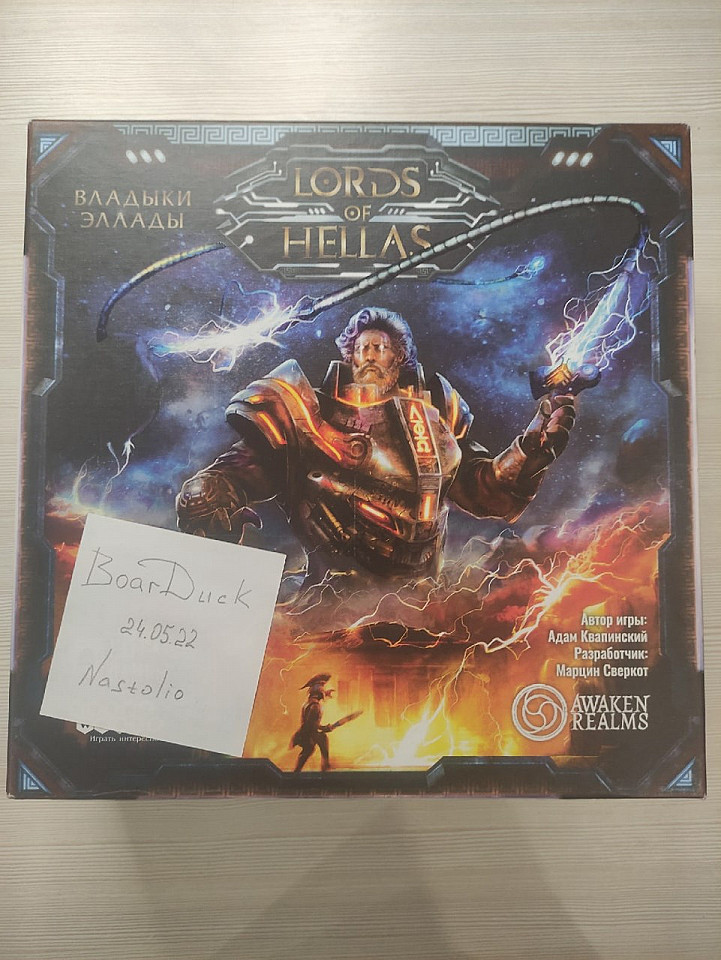 LORDS
OF
HELLAS
ВЛАДЫКИ
ЭЛЛАДЫ
BoarDuck
24.05.22
Nastolio
Играть
Автор игры:
Адам Квапинский
Разработчик:
Марцин Сверкот
AWAKEN
REALMS